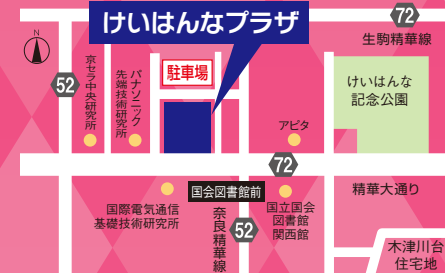 けいはんなプラザ
N
72
生駒精華線
駐車場
52
京セラ中央研究所
パナソニック
先端技術研究所
けいはんな
記念公園
アピタ
72
国会図書館前
精華大通り
国際電気通信
基礎技術研究所
奈良精華線
52
国立国会
図書館
関西館
木津川台
住宅地